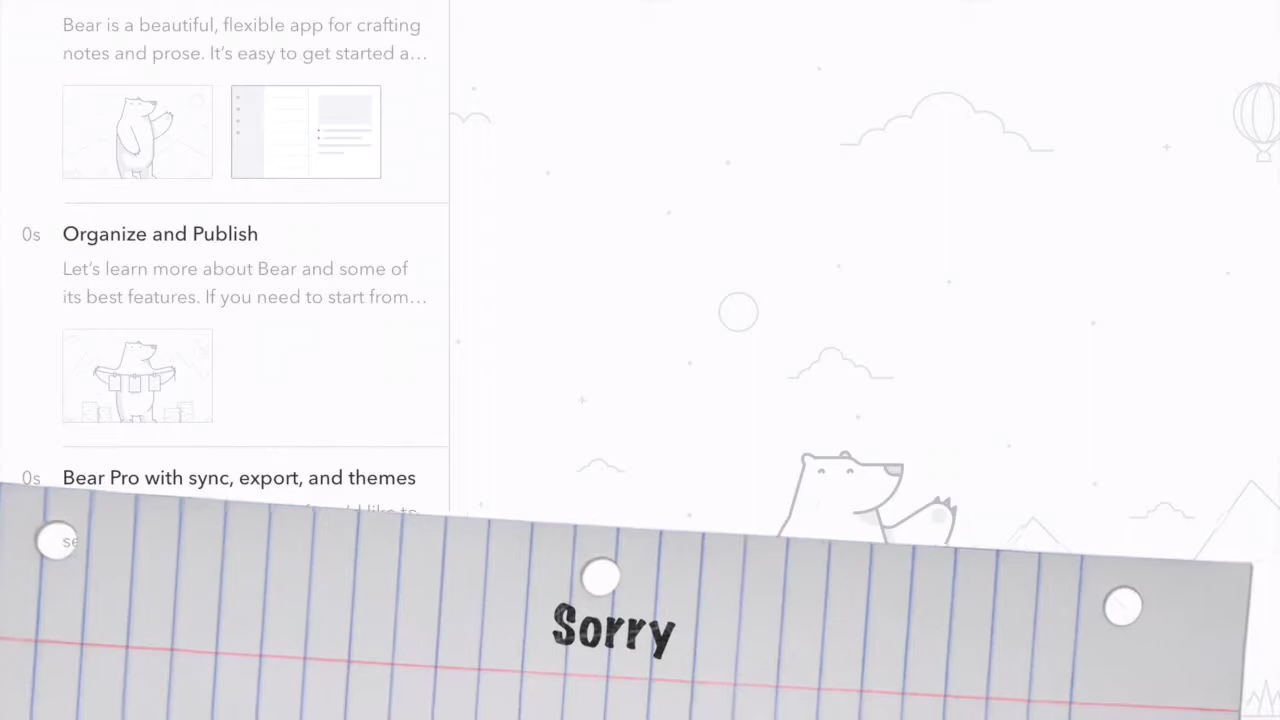 Bear is a beautiful, flexible app for crafting
notes and prose. It's easy to get started a…
0s Organize and Publish
Let's learn more about Bear and some of
its best features. If you need to start from…
0s Bear Pro with sync, export, and themes
se
Sorry